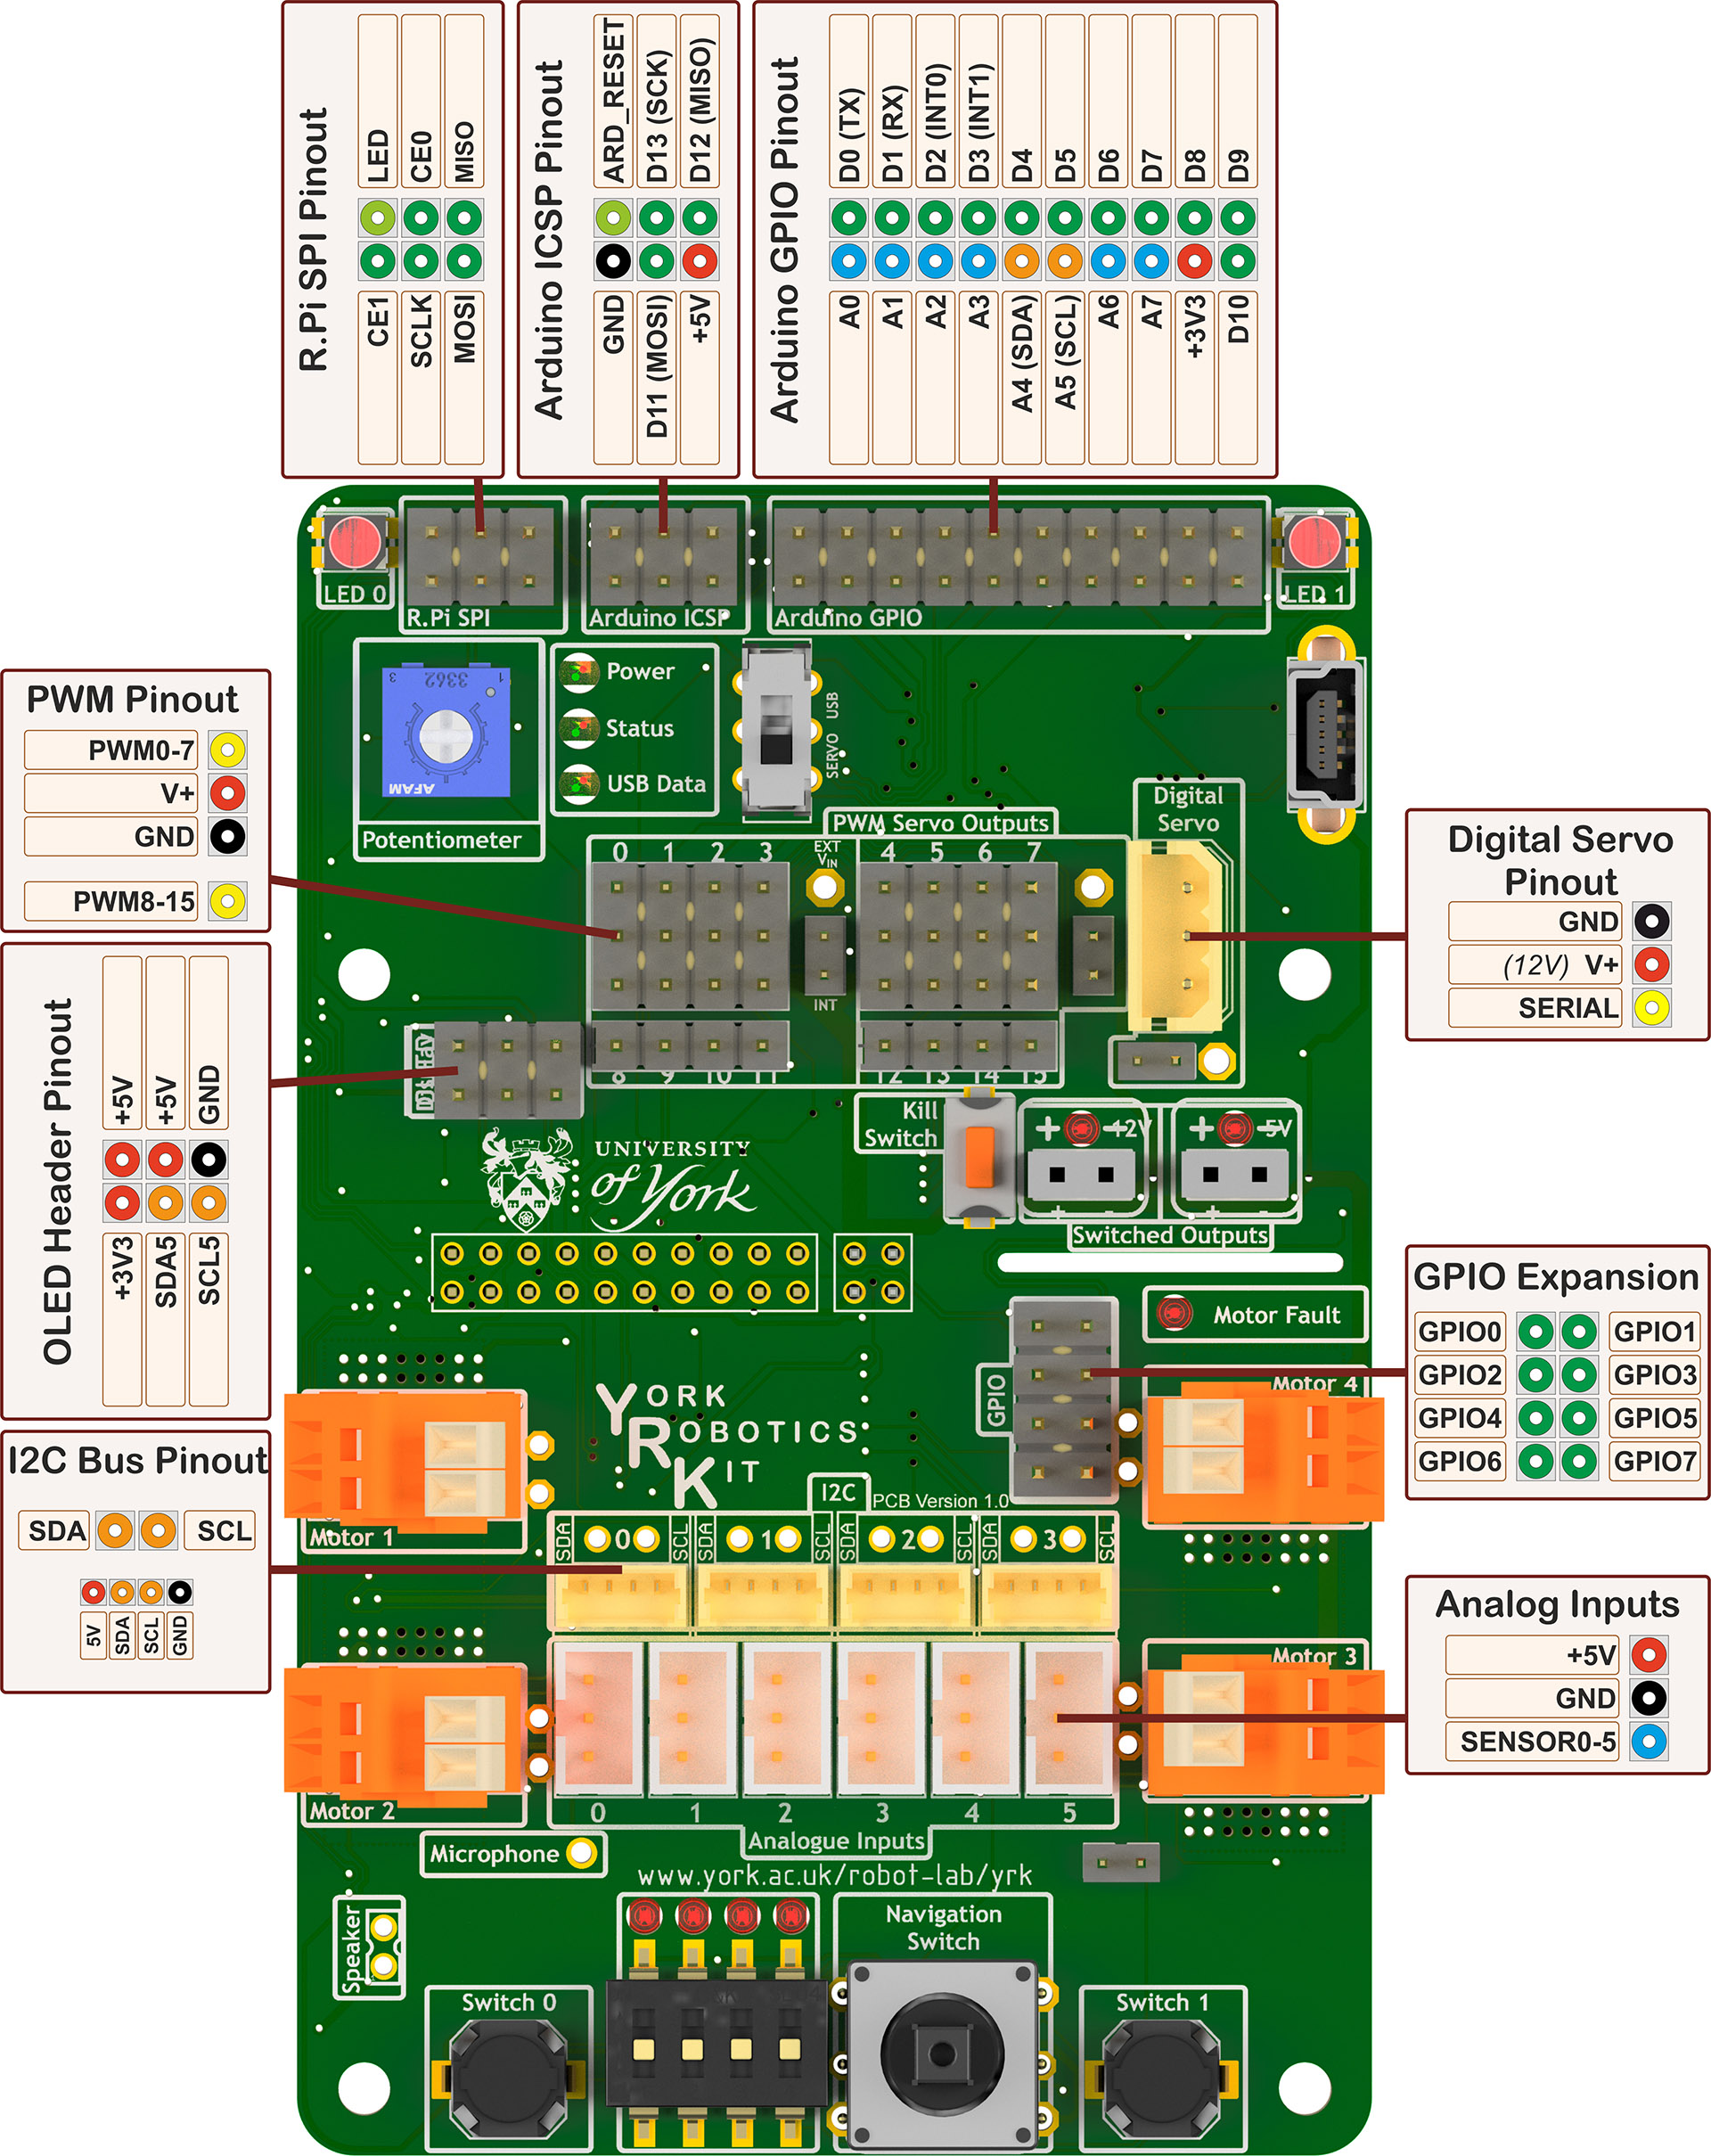 R.Pi SPI Pinout
LED
CE0
MISO
CE1
SCLK
MOSI
Arduino ICSP Pinout
ARD_RESET
D13 (SCK)
D12 (MISO)
GND
D11 (MOSI)
+5V
Arduino GPIO Pinout
D0 (TX)
D1 (RX)
D2 (INT0)
D3 (INT1)
D4
D5
D6
D7
D8
D9
A0
A1
A2
A3
A4 (SDA)
A5 (SCL)
A6
A7
+3V3
D10
LED 0
R.Pi SPI
Arduino ICSP
Arduino GPIO
LED 1
3 3362 1
AFAM
Potentiometer
Power
Status
USB Data
USB
SERVO
PWM Pinout
PWM0-7
V+
GND
PWM8-15
PWM Servo Outputs
0 1 2 3
EXT
VIN
4 5 6 7
INT
8 9 10 11
12 13 14 15
Digital
Servo
Digital Servo
Pinout
GND
(12V) V+
SERIAL
OLED Header Pinout
+5V
+5V
GND
+3V3
SDA5
SCL5
UNIVERSITY
of York
Kill
Switch
+ 12V
+ 5V
+ -
+ -
Switched Outputs
Motor Fault
GPIO Expansion
GPIO0 GPIO1
GPIO2 GPIO3
GPIO4 GPIO5
GPIO6 GPIO7
GPIO
Motor 4
YORK
ROBOTICS
KIT
I2C
PCB Version 1.0
Motor 1
I2C Bus Pinout
SDA SCL
5V
SDA
SCL
GND
SDA 0 SCL
SDA 1 SCL
SDA 2 SCL
SDA 3 SCL
Motor 2
Motor 3
Analog Inputs
+5V
GND
SENSOR0-5
0 1 2 3 4 5
Analogue Inputs
Microphone
www.york.ac.uk/robot-lab/yrk
Speaker
Navigation
Switch
Switch 0
Switch 1